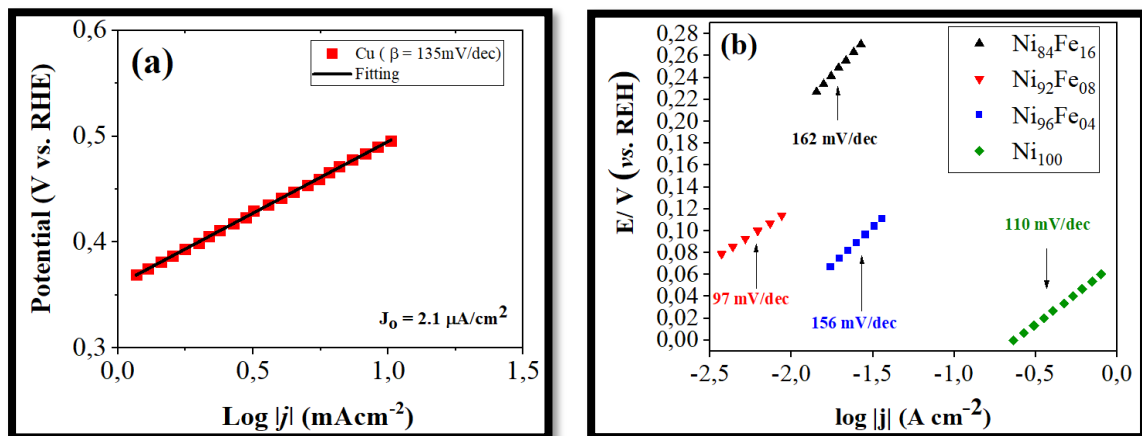 (a)
Cu ( β = 135mV/dec)
Fitting
0,6
0,5
0,4
0,3
Potential (V vs. RHE)
J₀ = 2.1 μA/cm²
0,0
0,5
1,0
1,5
Log |j| (mAcm⁻²)
(b)
Ni₈₄Fe₁₆
Ni₉₂Fe₀₈
Ni₉₆Fe₀₄
Ni₁₀₀
0,28
0,26
0,24
0,22
0,20
0,18
0,16
0,14
0,12
0,10
0,08
0,06
0,04
0,02
0,00
E/ V (vs. REH)
162 mV/dec
110 mV/dec
97 mV/dec
156 mV/dec
-2,5
-2,0
-1,5
-1,0
-0,5
0,0
log |j| (A cm⁻²)